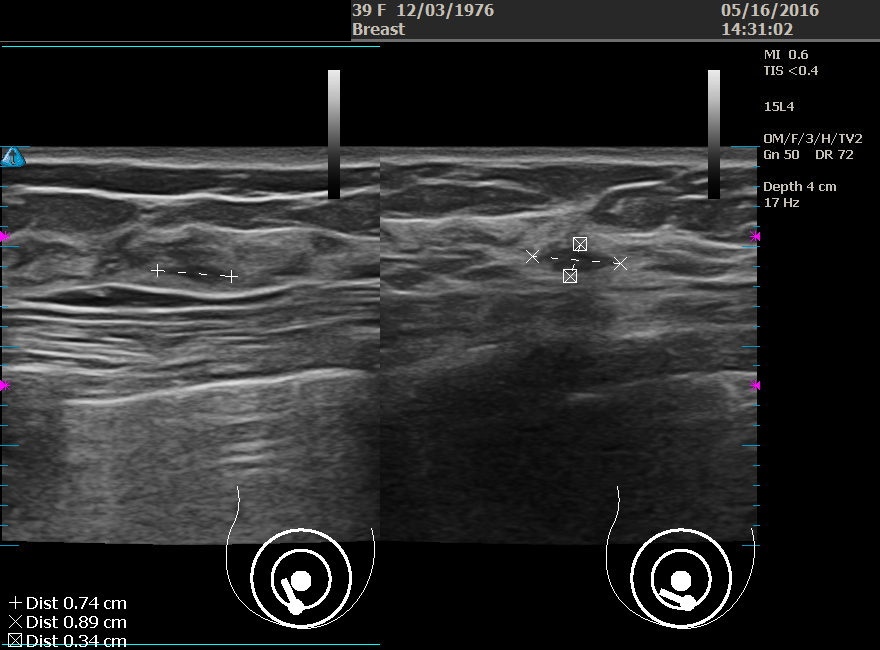 39 F 12/03/1976 05/16/2016
Breast 14:31:02
MI 0.6
TIS <0.4
15L4
OM/F/3/H/TV2
Gn 50 DR 72
Depth 4 cm
17 Hz
Dist 0.74 cm
Dist 0.89 cm
Dist 0.34 cm